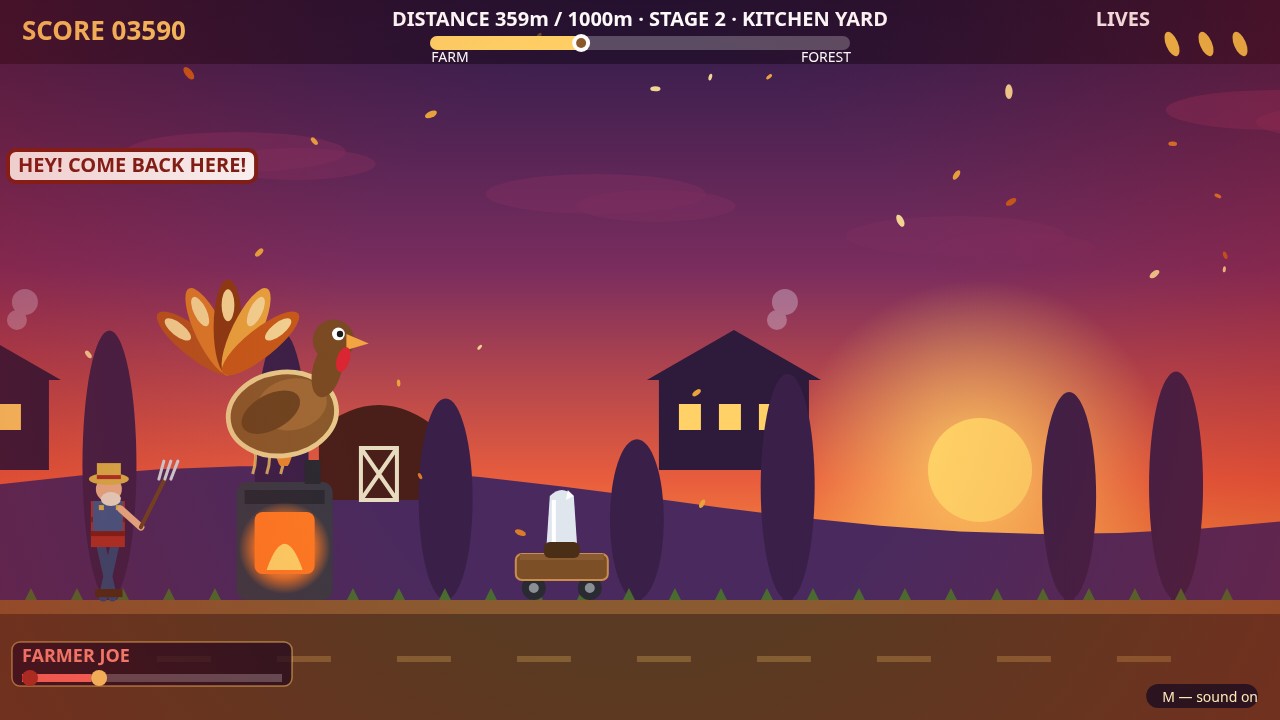 SCORE 03590
DISTANCE 359m / 1000m · STAGE 2 · KITCHEN YARD
LIVES
FARM
FOREST
HEY! COME BACK HERE!
FARMER JOE
M — sound on